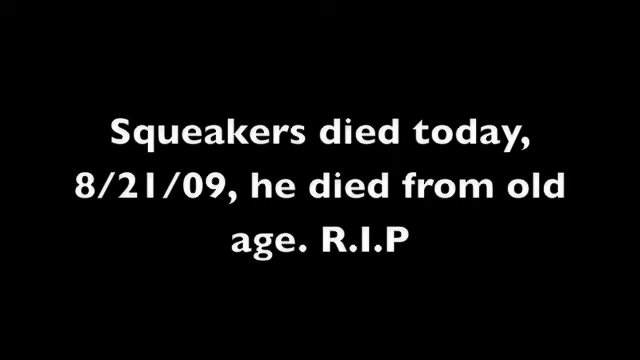 Squeakers died today,
8/21/09, he died from old
age. R.I.P